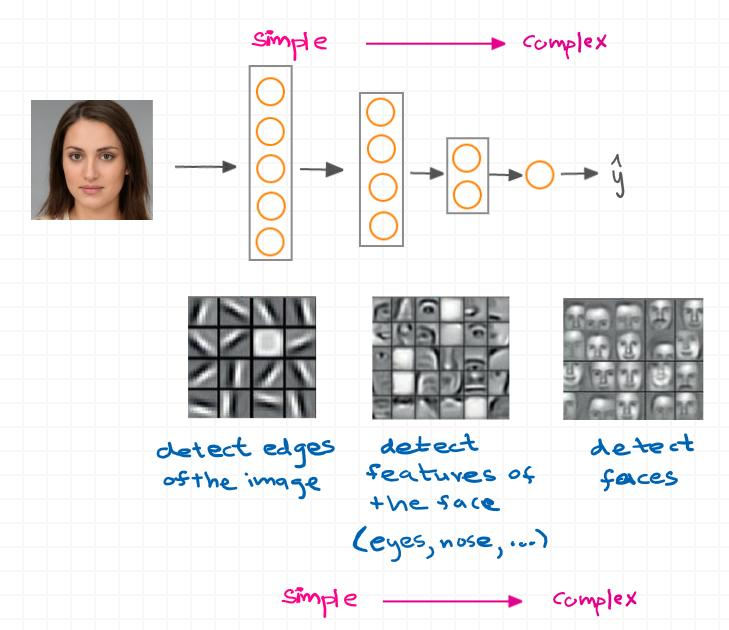 simple complex
ŷ
detect edges
of the image
detect
features of
the face
(eyes, nose, ...)
detect
faces
simple complex